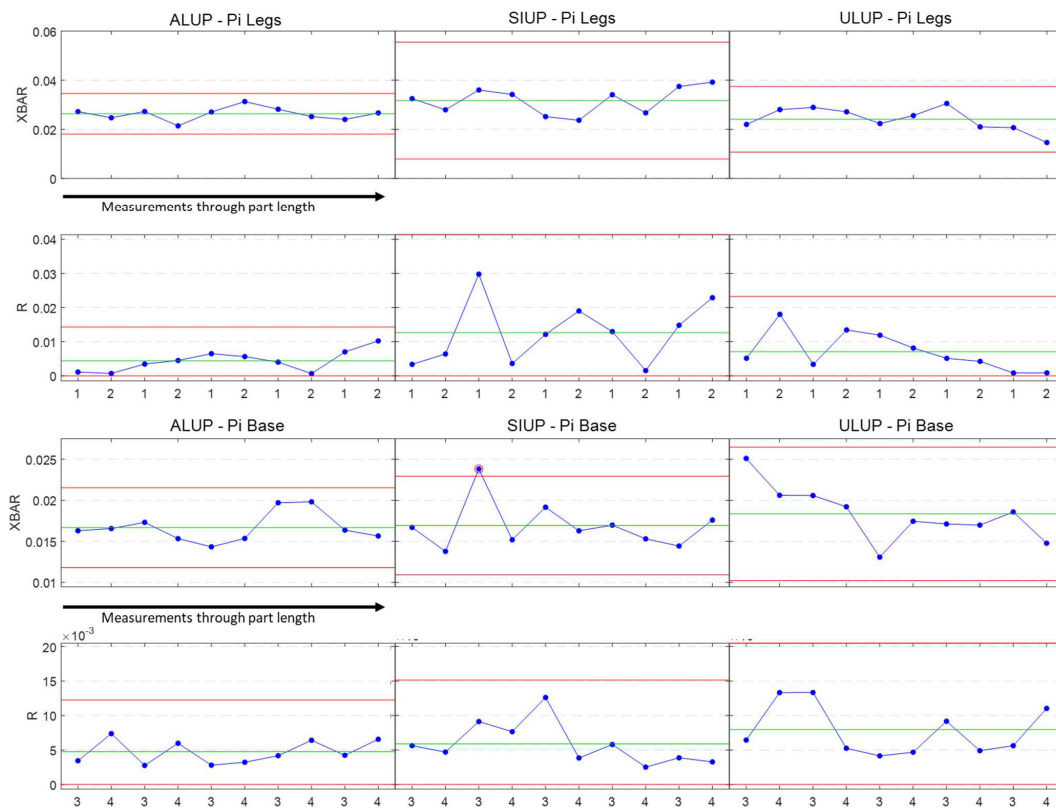 ALUP - Pi Legs SIUP - Pi Legs ULUP - Pi Legs
0.06
0.04
XBAR
0.02
0
Measurements through part length
0.04
0.03
R
0.02
0.01
0
1 2 1 2 1 2 1 2 1 2 1 2 1 2 1 2 1 2 1 2 1 2 1 2 1 2 1 2 1 2
ALUP - Pi Base SIUP - Pi Base ULUP - Pi Base
0.025
XBAR
0.02
0.015
0.01
Measurements through part length
×10⁻³
20
15
R
10
5
0
3 4 3 4 3 4 3 4 3 4 3 4 3 4 3 4 3 4 3 4 3 4 3 4 3 4 3 4 3 4